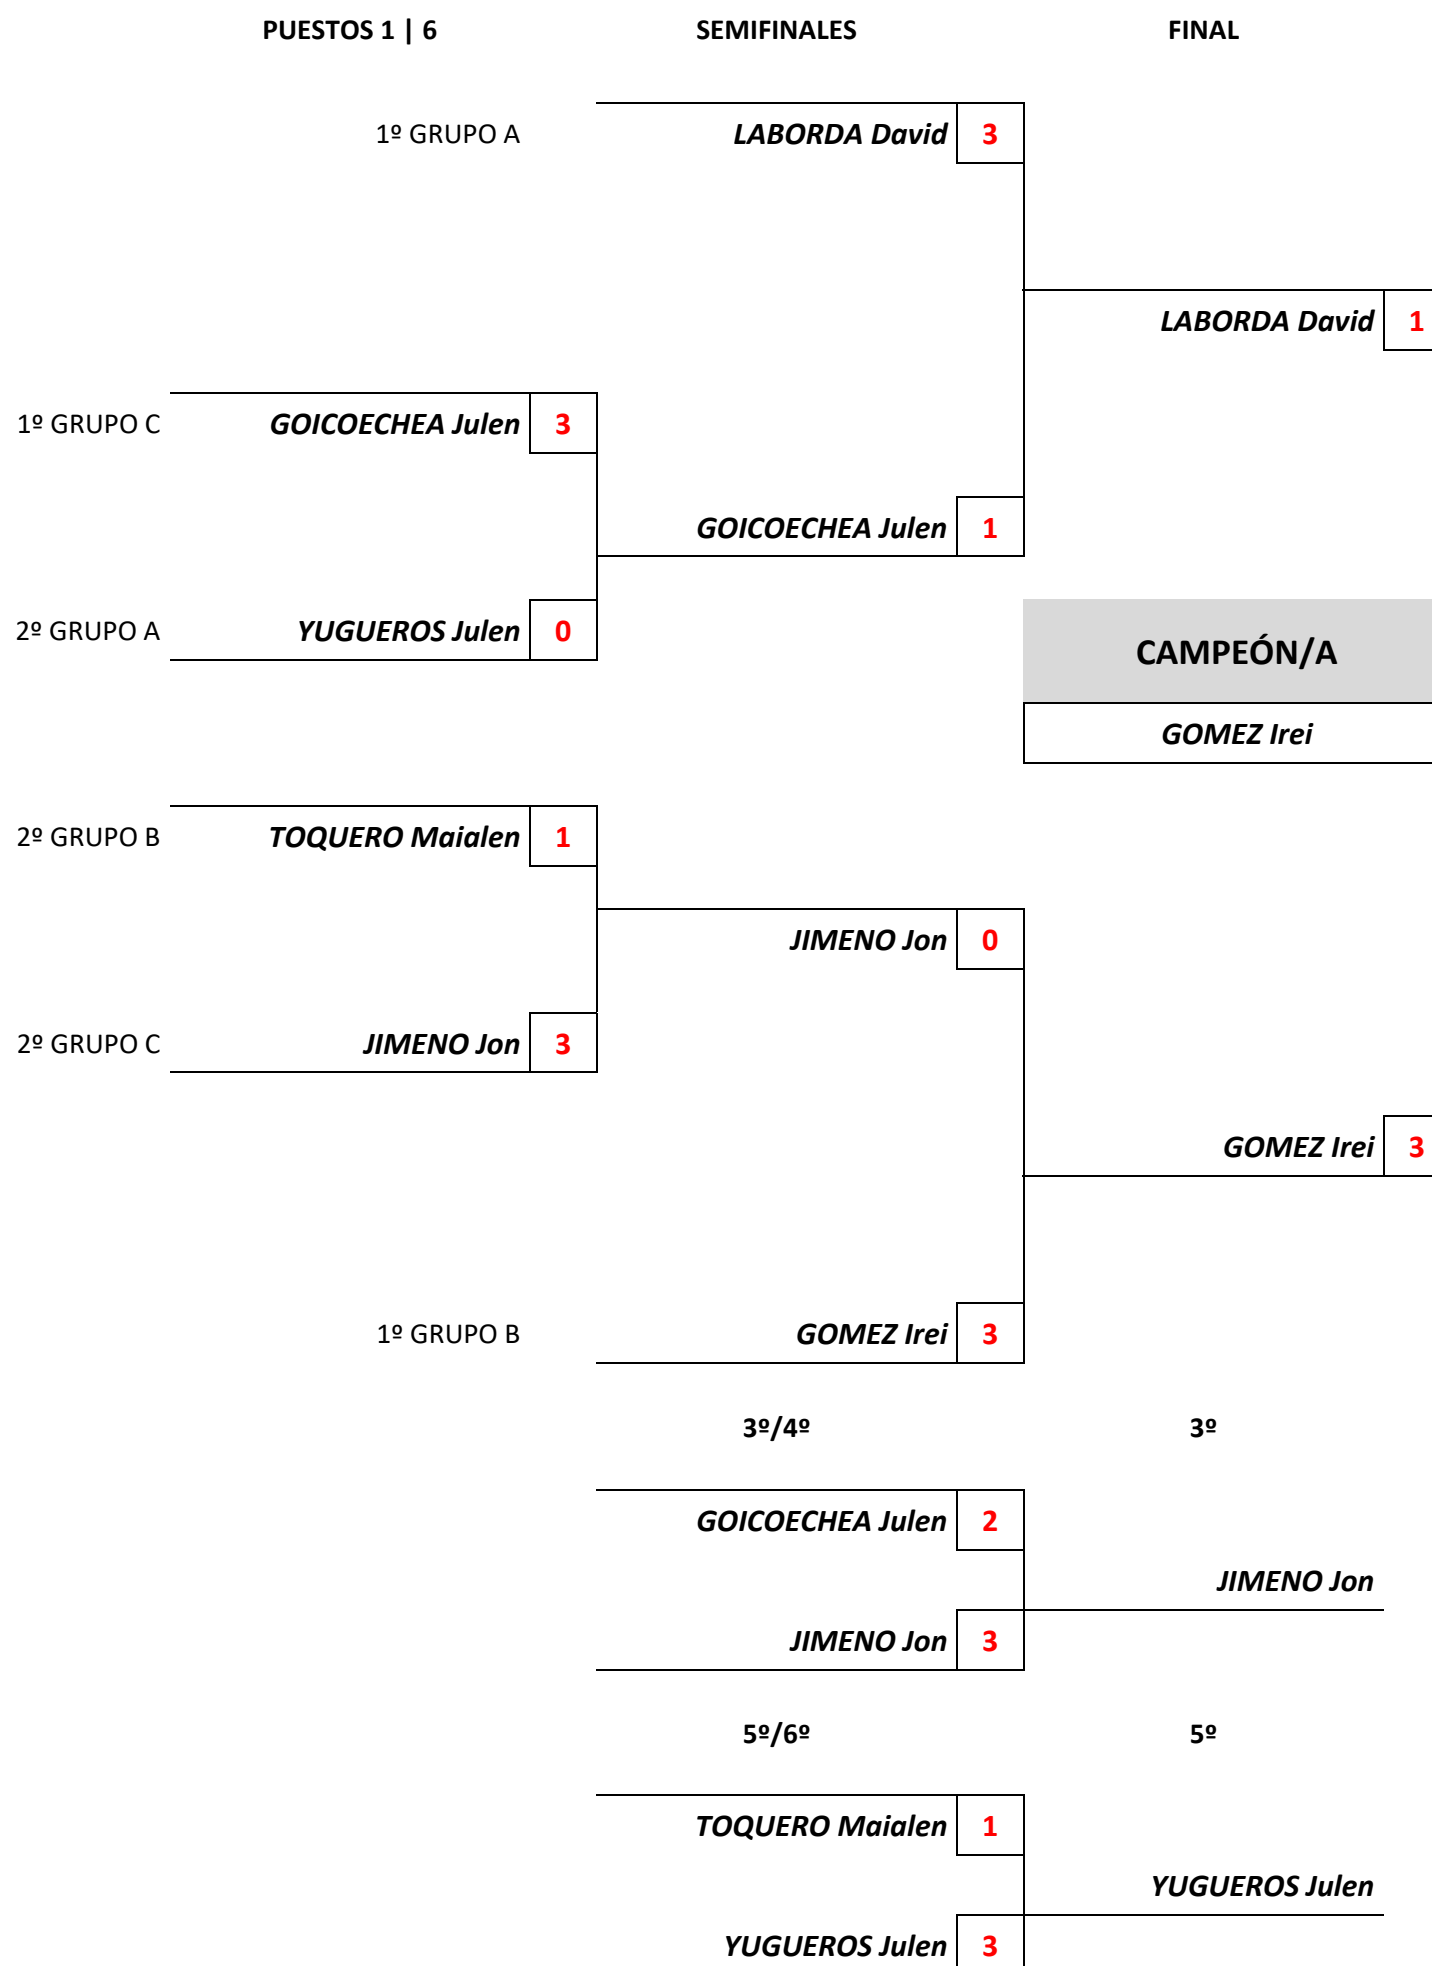 PUESTOS 1 | 6 SEMIFINALES FINAL
1º GRUPO A LABORDA David 3
LABORDA David 1
1º GRUPO C GOICOECHEA Julen 3
GOICOECHEA Julen 1
2º GRUPO A YUGUEROS Julen 0
CAMPEÓN/A
GOMEZ Irei
2º GRUPO B TOQUERO Maialen 1
JIMENO Jon 0
2º GRUPO C JIMENO Jon 3
GOMEZ Irei 3
1º GRUPO B GOMEZ Irei 3
3º/4º 3º
GOICOECHEA Julen 2
JIMENO Jon
JIMENO Jon 3
5º/6º 5º
TOQUERO Maialen 1
YUGUEROS Julen
YUGUEROS Julen 3